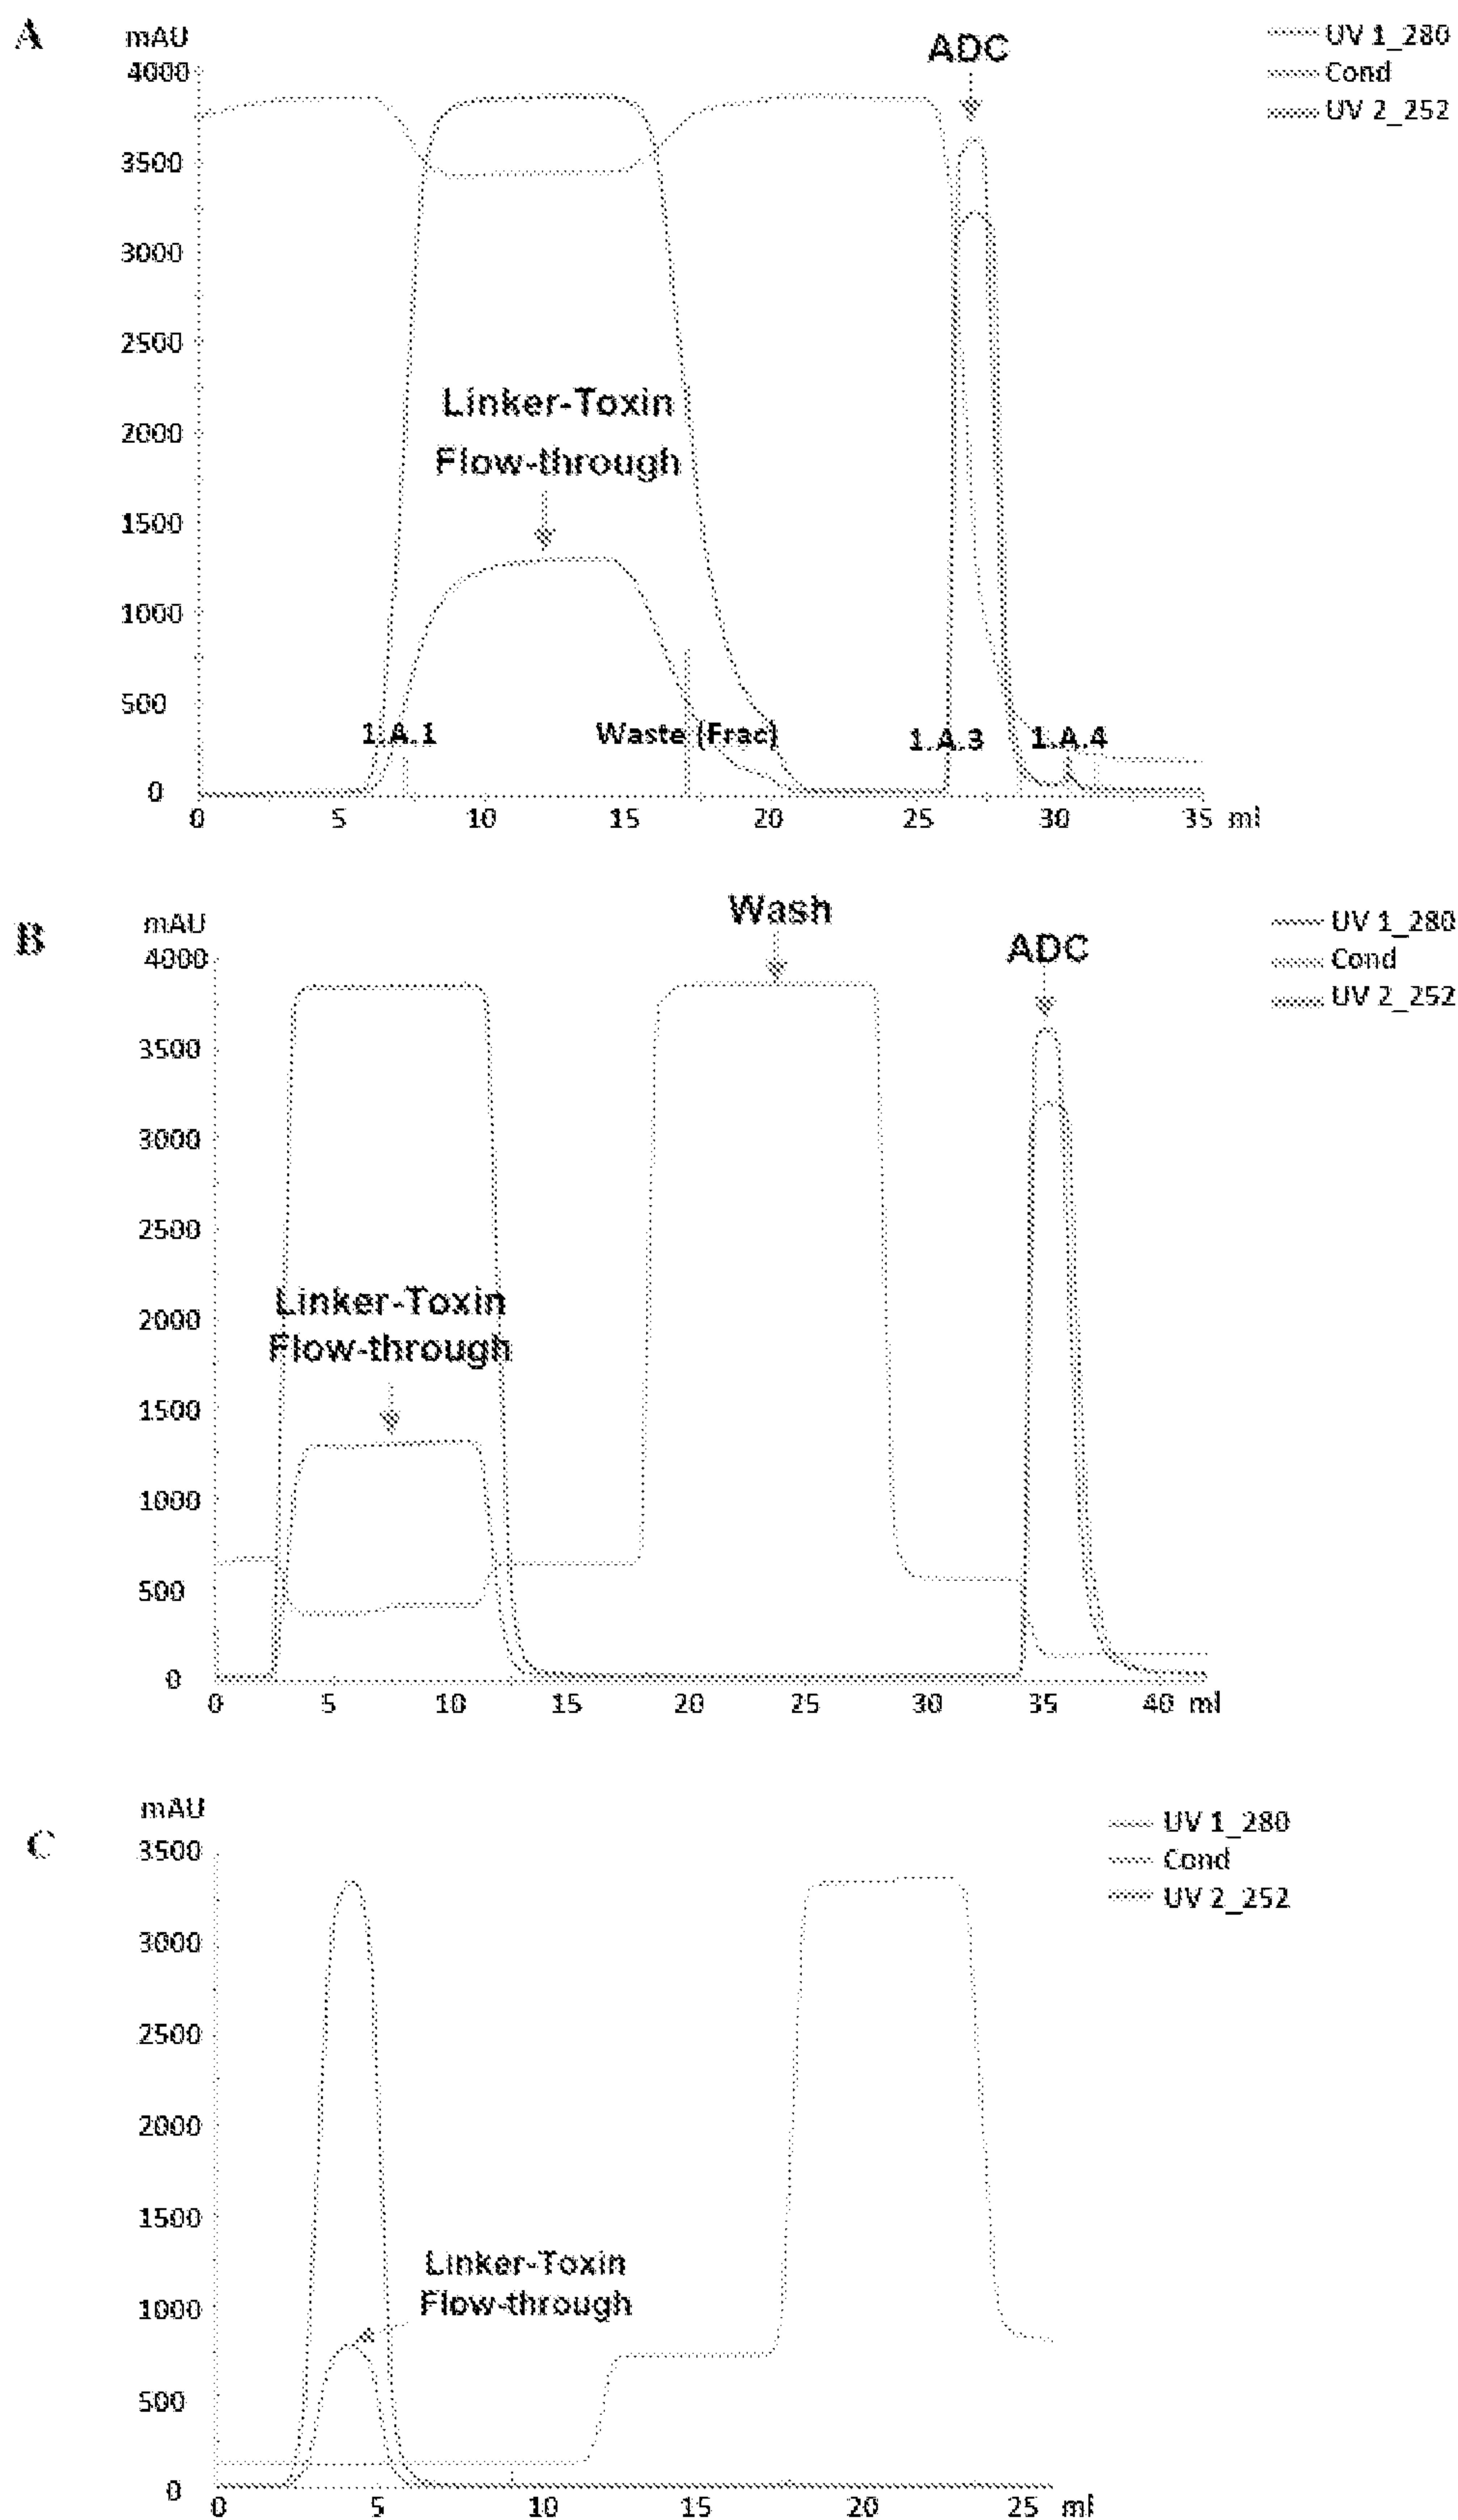 A
mAU
4000
3500
3000
2500
2000
1500
1000
500
0
ADC
UV 1_280
Cond
UV 2_252
Linker-Toxin
Flow-through
1.A.1
Waste (Frac)
1.A.3
1.A.4
0 5 10 15 20 25 30 35 ml
B
mAU
4000
3500
3000
2500
2000
1500
1000
500
0
Wash
ADC
UV 1_280
Cond
UV 2_252
Linker-Toxin
Flow-through
0 5 10 15 20 25 30 35 40 ml
C
mAU
3500
3000
2500
2000
1500
1000
500
0
UV 1_280
Cond
UV 2_252
Linker-Toxin
Flow-through
0 5 10 15 20 25 ml